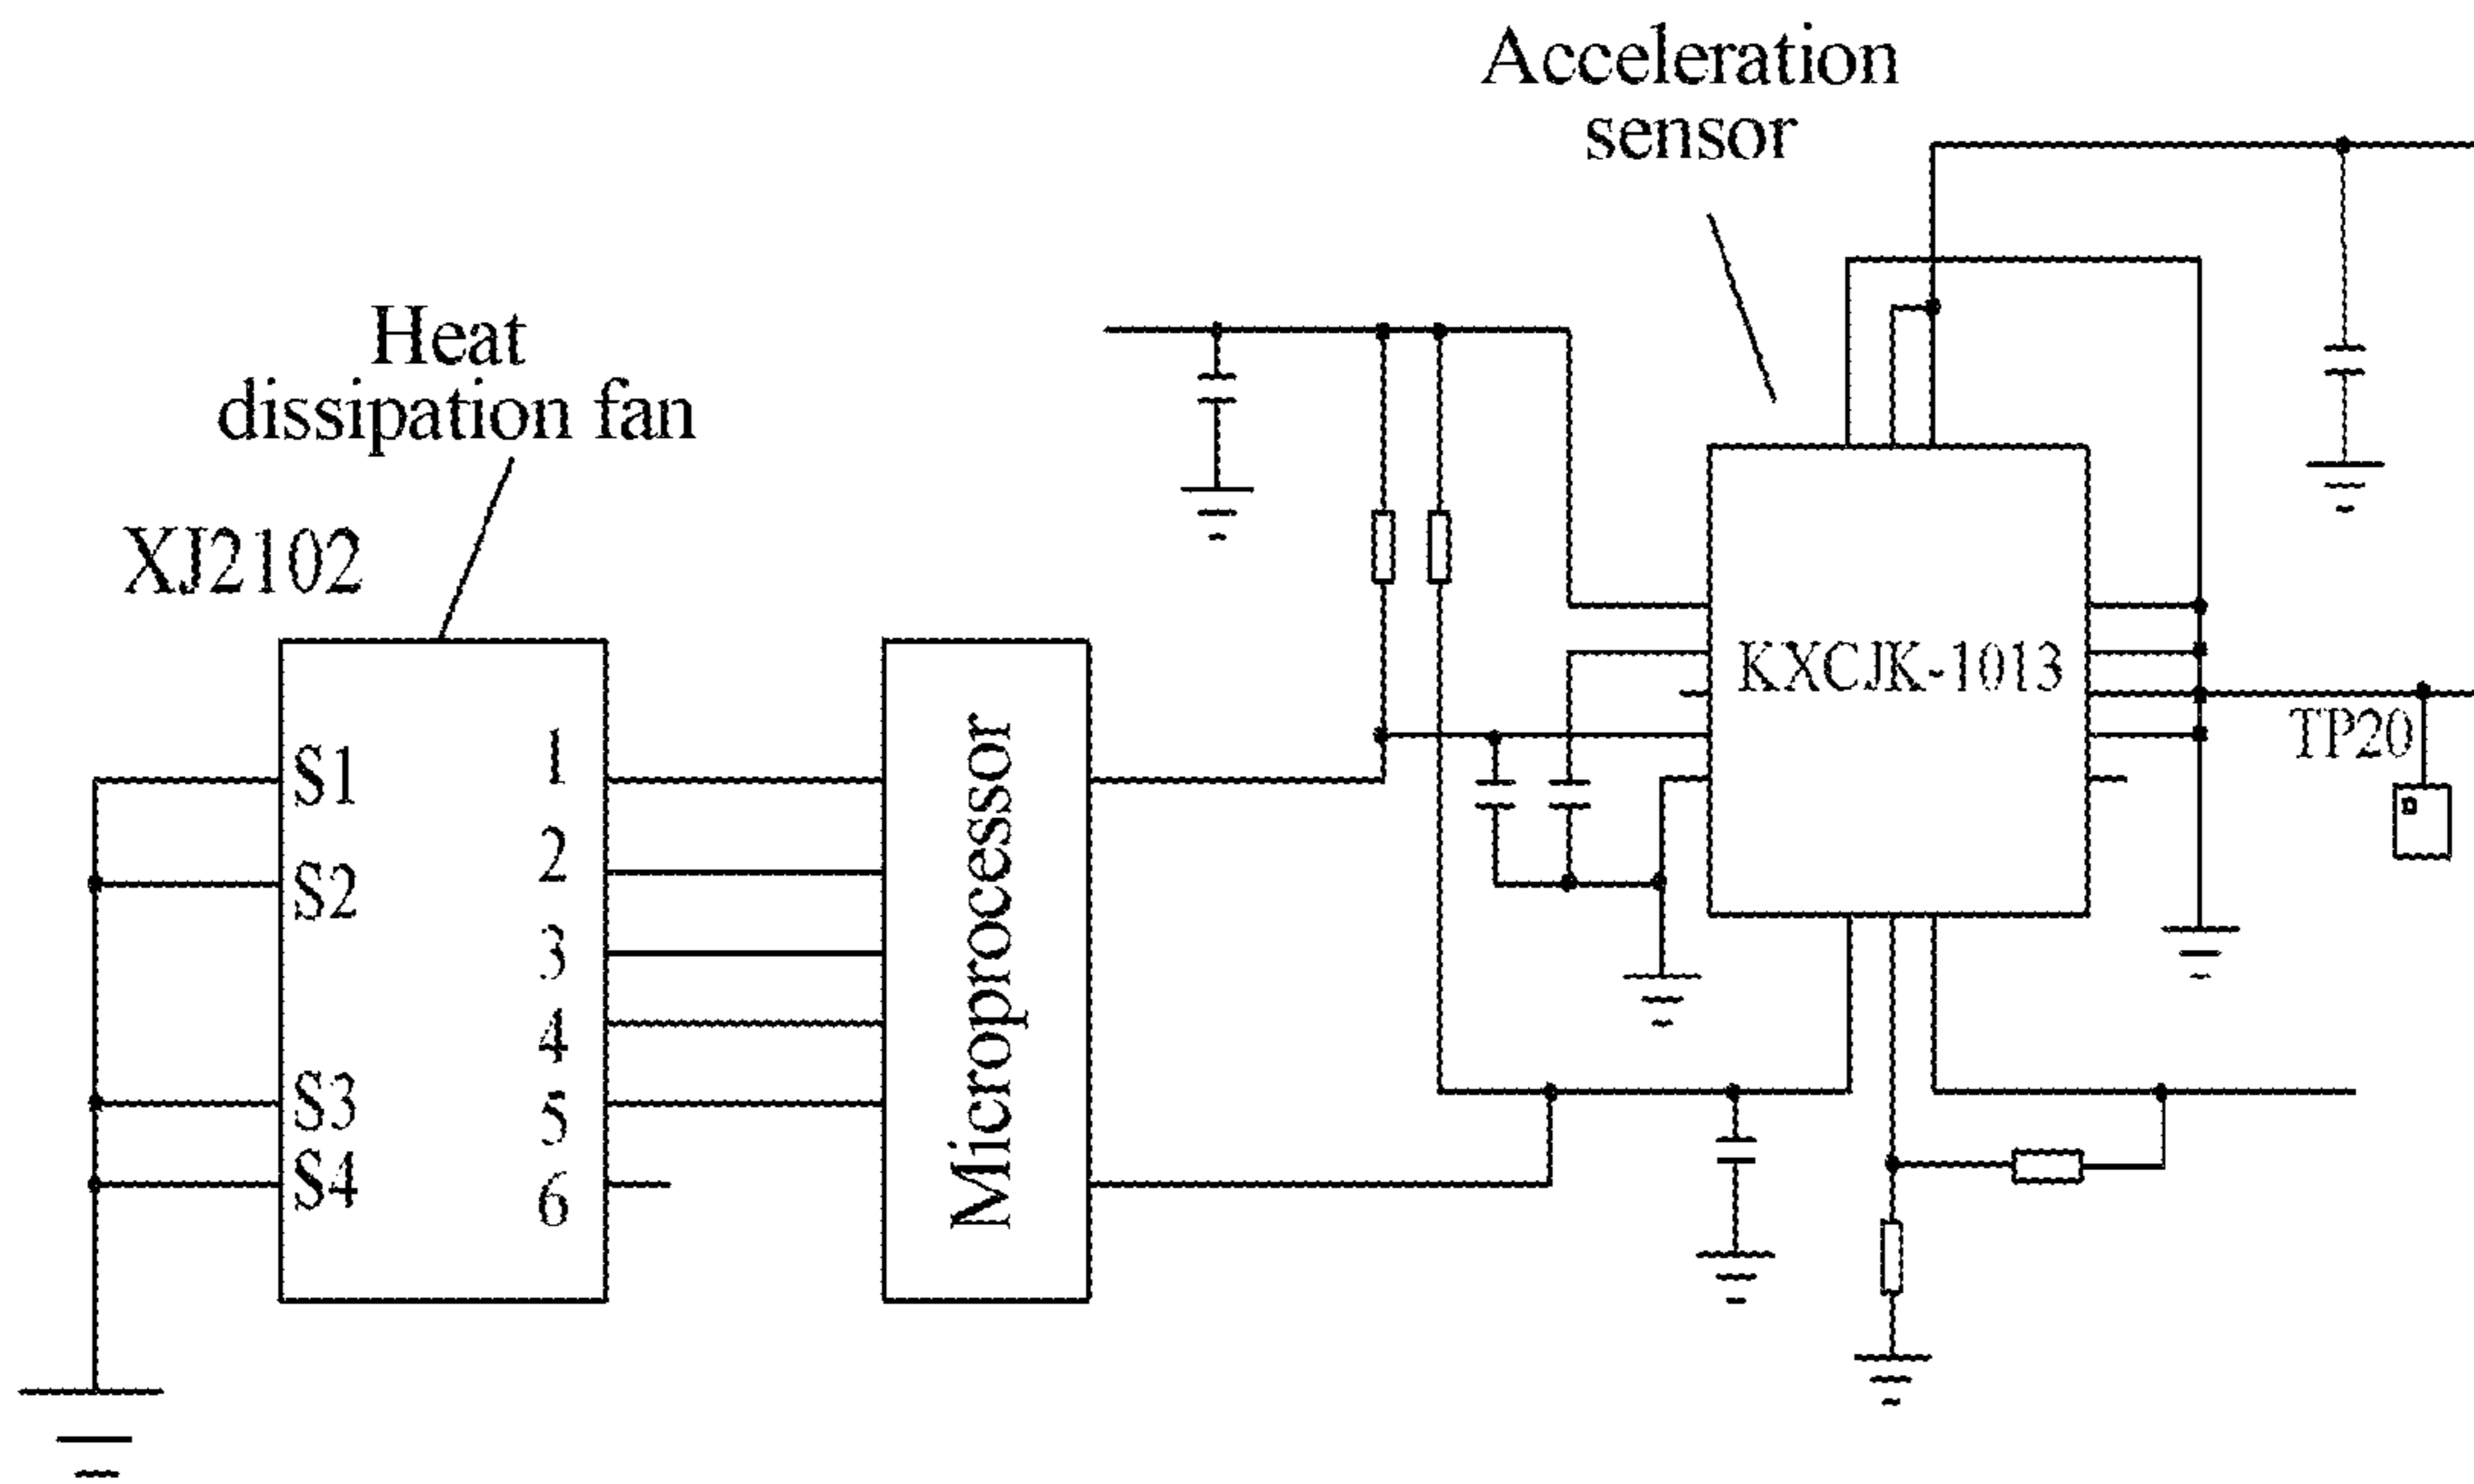 Acceleration
sensor
Heat
dissipation fan
XJ2102
S1
S2
S3
S4
1
2
3
4
5
6
Microprocessor
KXCJK-1013
TP20